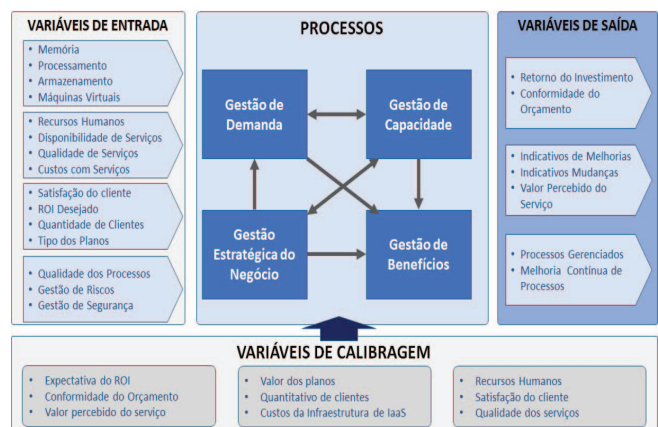 VARIÁVEIS DE ENTRADA
• Memória
• Processamento
• Armazenamento
• Máquinas Virtuais
• Recursos Humanos
• Disponibilidade de Serviços
• Qualidade de Serviços
• Custos com Serviços
• Satisfação do cliente
• ROI Desejado
• Quantidade de Clientes
• Tipo dos Planos
• Qualidade dos Processos
• Gestão de Riscos
• Gestão de Segurança
PROCESSOS
Gestão de
Demanda
Gestão de
Capacidade
Gestão
Estratégica do
Negócio
Gestão de
Benefícios
VARIÁVEIS DE SAÍDA
• Retorno do Investimento
• Conformidade do
Orçamento
• Indicativos de Melhorias
• Indicativos Mudanças
• Valor Percebido do
Serviço
• Processos Gerenciados
• Melhoria Contínua de
Processos
VARIÁVEIS DE CALIBRAGEM
• Expectativa do ROI
• Conformidade do Orçamento
• Valor percebido do serviço
• Valor dos planos
• Quantitativo de clientes
• Custos da Infraestrutura de IaaS
• Recursos Humanos
• Satisfação do cliente
• Qualidade dos serviços